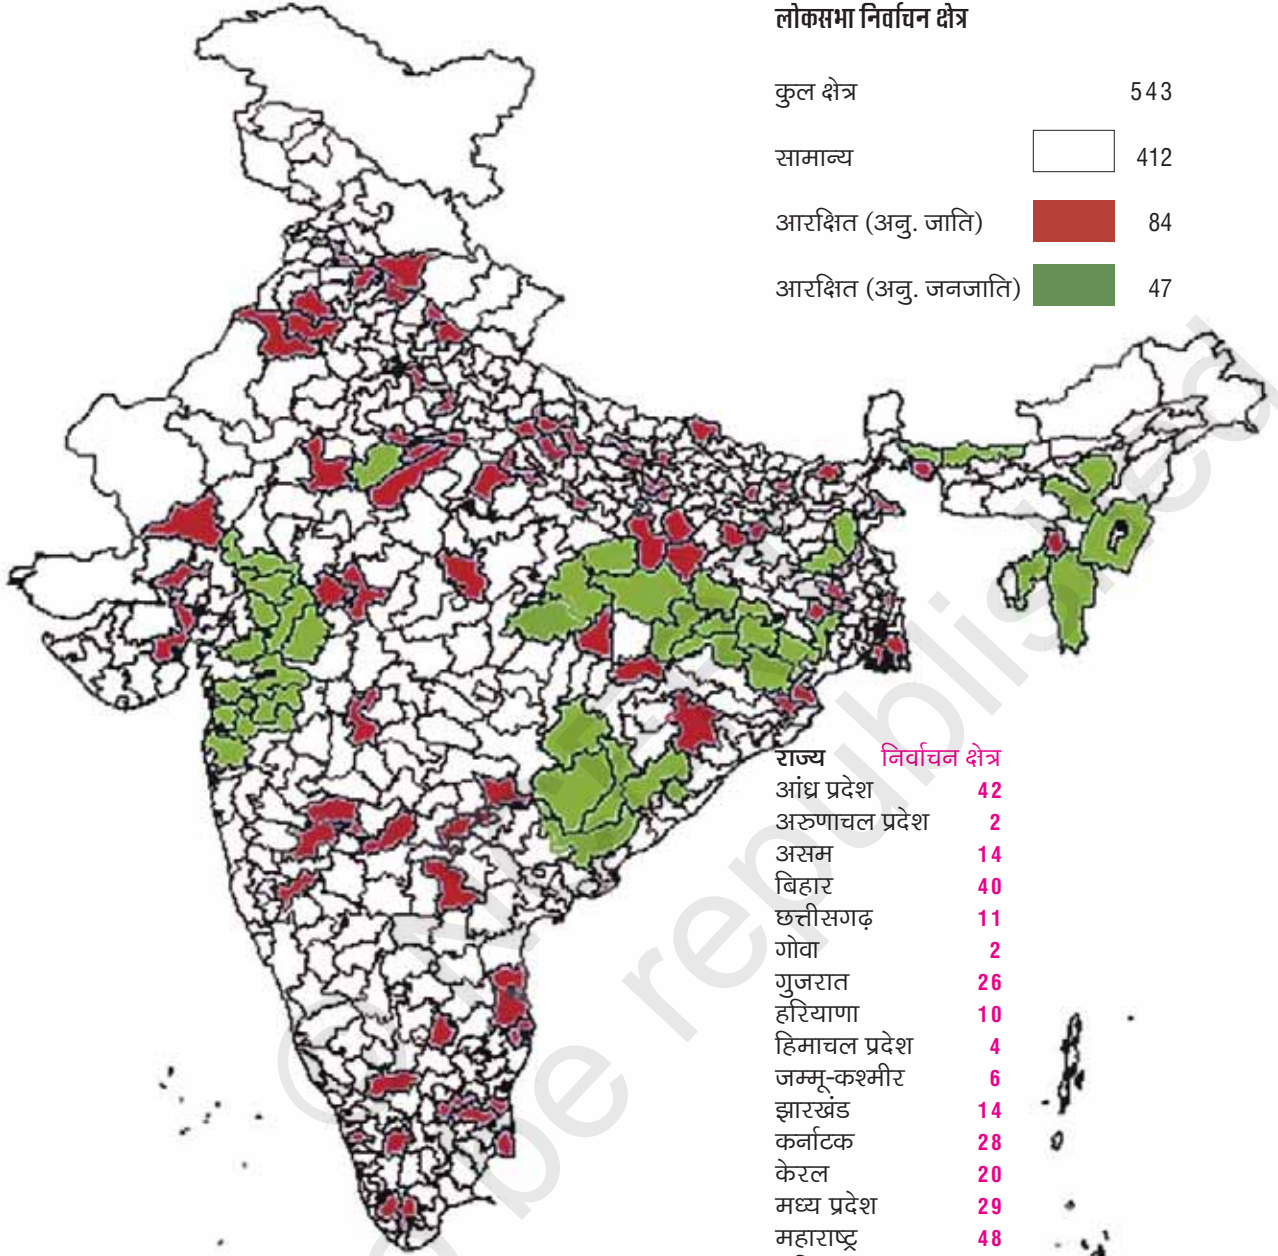 लोकसभा निर्वाचन क्षेत्र
कुल क्षेत्र 543
सामान्य 412
आरक्षित (अनु. जाति) 84
आरक्षित (अनु. जनजाति) 47
राज्य निर्वाचन क्षेत्र
आंध्र प्रदेश 42
अरुणाचल प्रदेश 2
असम 14
बिहार 40
छत्तीसगढ़ 11
गोवा 2
गुजरात 26
हरियाणा 10
हिमाचल प्रदेश 4
जम्मू-कश्मीर 6
झारखंड 14
कर्नाटक 28
केरल 20
मध्य प्रदेश 29
महाराष्ट्र 48
be republished